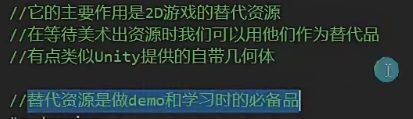 //它的主要作用是2D游戏的替代资源
//在等待美术出资源时我们可以用他们作为替代品
//有点类似Unity提供的自带几何体
//替代资源是做demo和学习时的必备品